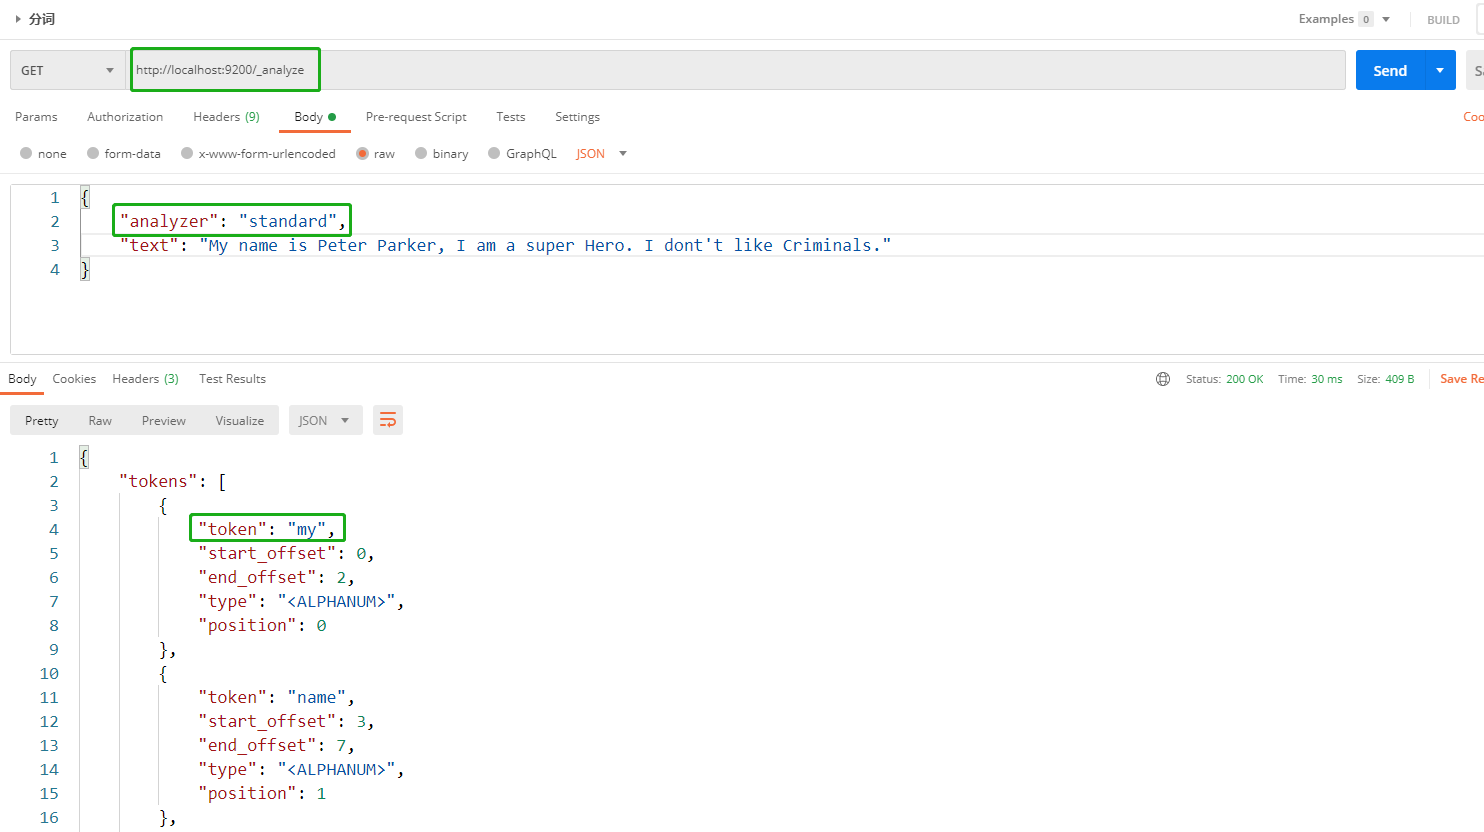 分词 Examples 0 BUILD
GET http://localhost:9200/_analyze Send
Params Authorization Headers (9) Body Pre-request Script Tests Settings
none form-data x-www-form-urlencoded raw binary GraphQL JSON
1 {
2 "analyzer": "standard",
3 "text": "My name is Peter Parker, I am a super Hero. I dont't like Criminals."
4 }
Body Cookies Headers (3) Test Results Status: 200 OK Time: 30 ms Size: 409 B Save Re
Pretty Raw Preview Visualize JSON
1 {
2 "tokens": [
3 {
4 "token": "my",
5 "start_offset": 0,
6 "end_offset": 2,
7 "type": "<ALPHANUM>",
8 "position": 0
9 },
10 {
11 "token": "name",
12 "start_offset": 3,
13 "end_offset": 7,
14 "type": "<ALPHANUM>",
15 "position": 1
16 },